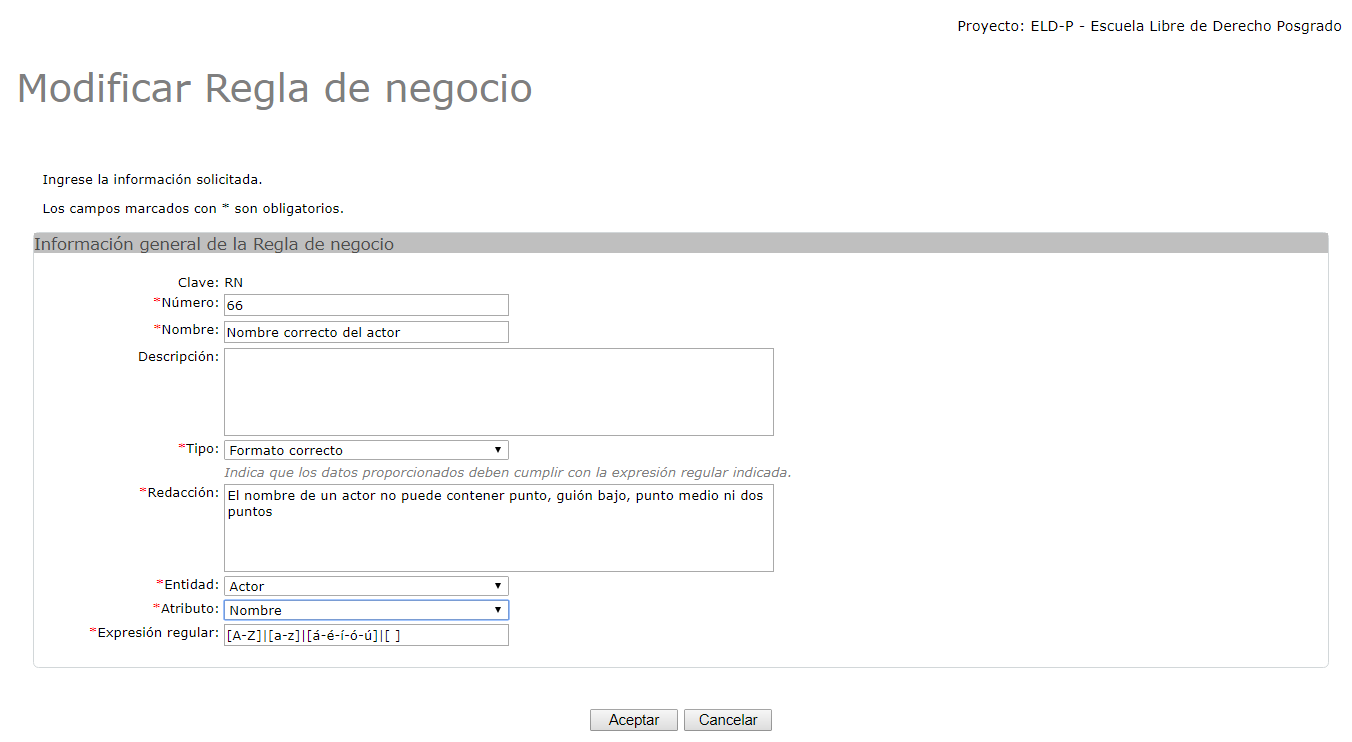 Proyecto: ELD-P - Escuela Libre de Derecho Posgrado
Modificar Regla de negocio
Ingrese la información solicitada.
Los campos marcados con * son obligatorios.
Información general de la Regla de negocio
Clave: RN
*Número: 66
*Nombre: Nombre correcto del actor
Descripción:
*Tipo: Formato correcto
Indica que los datos proporcionados deben cumplir con la expresión regular indicada.
*Redacción: El nombre de un actor no puede contener punto, guión bajo, punto medio ni dos
puntos
*Entidad: Actor
*Atributo: Nombre
*Expresión regular: [A-Z]|[a-z]|[á-é-í-ó-ú]|[ ]
Aceptar Cancelar